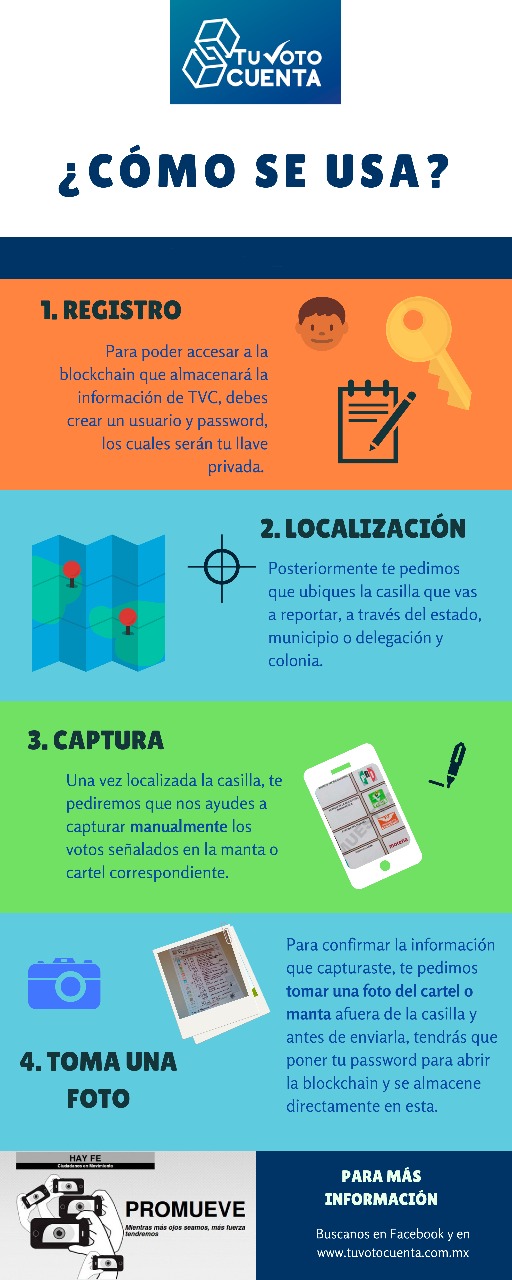 TU VOTO
CUENTA
¿CÓMO SE USA?
1. REGISTRO
Para poder accesar a la
blockchain que almacenará la
información de TVC, debes
crear un usuario y password,
los cuales serán tu llave
privada.
2. LOCALIZACIÓN
Posteriormente te pedimos
que ubiques la casilla que vas
a reportar, a través del estado,
municipio o delegación y
colonia.
3. CAPTURA
Una vez localizada la casilla, te
pediremos que nos ayudes a
capturar manualmente los
votos señalados en la manta o
cartel correspondiente.
PRI
VERDE
morena
4. TOMA UNA
FOTO
Para confirmar la información
que capturaste, te pedimos
tomar una foto del cartel o
manta afuera de la casilla y
antes de enviarla, tendrás que
poner tu password para abrir
la blockchain y se almacene
directamente en esta.
HAY FE
Ciudadanos en Movimiento
PROMUEVE
Mientras más ojos seamos, más fuerza
tendremos
PARA MÁS
INFORMACIÓN
Buscanos en Facebook y en
www.tuvotocuenta.com.mx